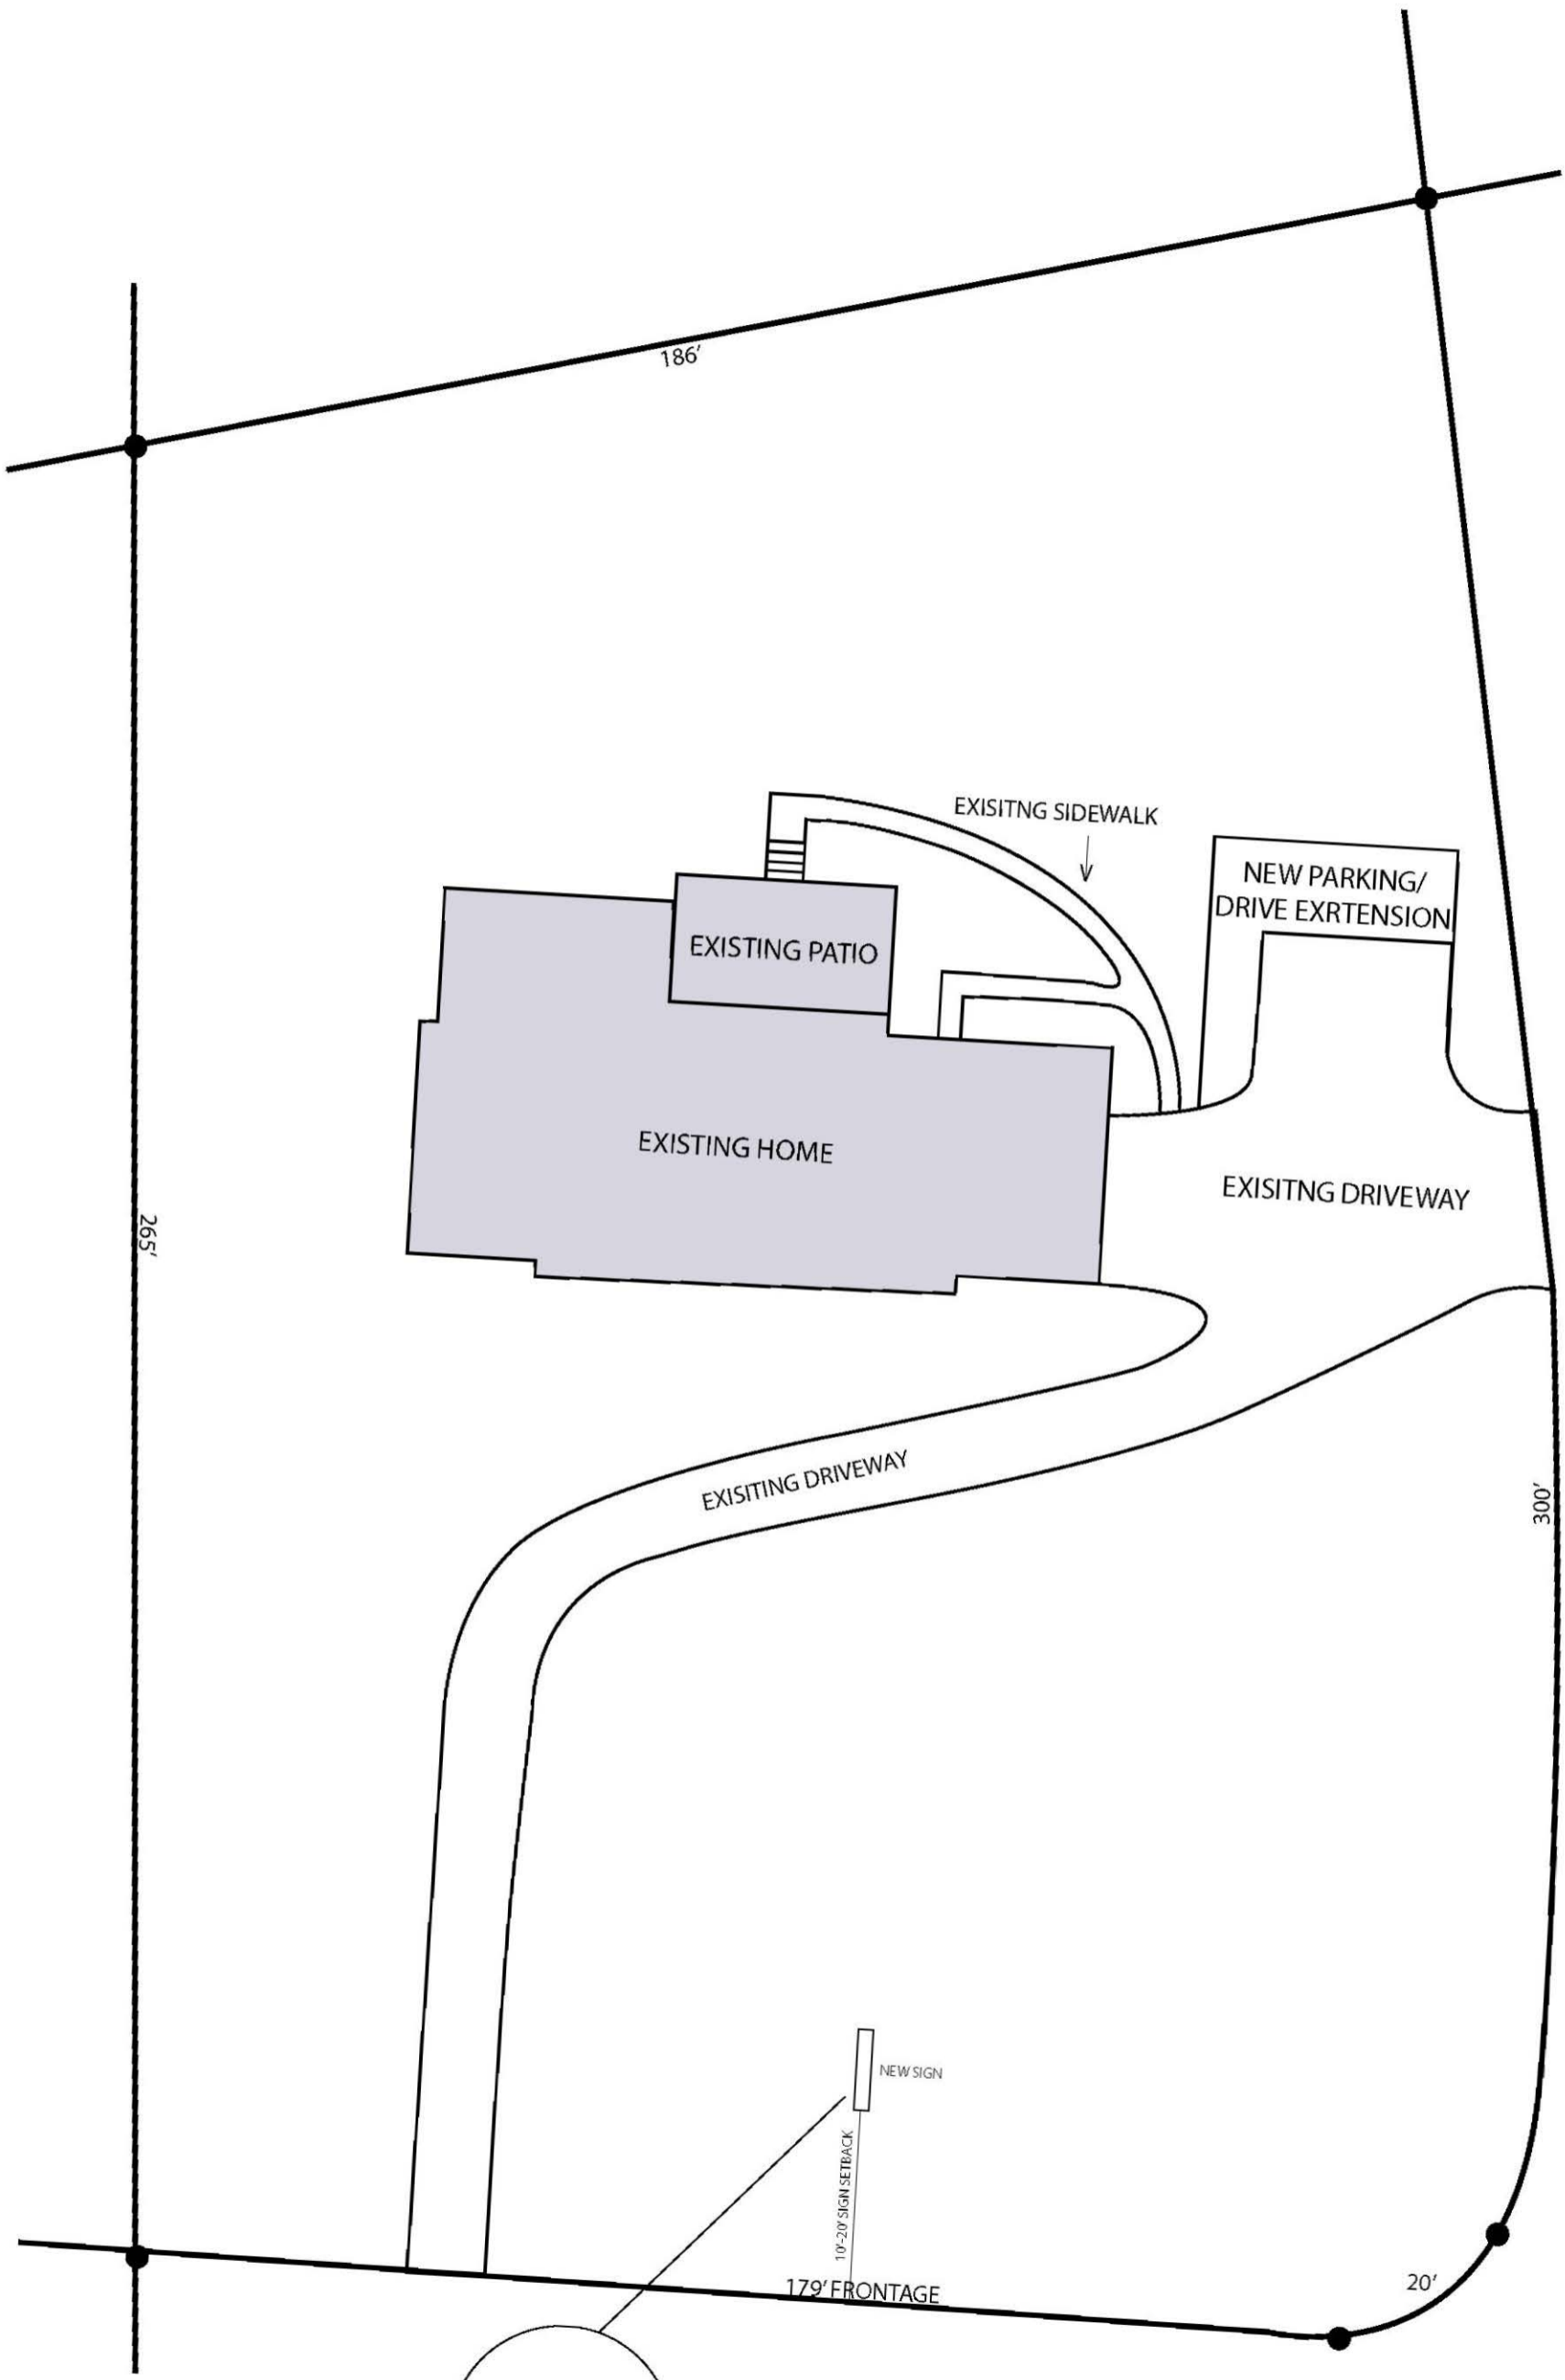 186'
EXISITNG SIDEWALK
NEW PARKING/
DRIVE EXRTENSION
EXISTING PATIO
EXISTING HOME
EXISITNG DRIVEWAY
265'
EXISITING DRIVEWAY
300'
NEW SIGN
10'-20' SIGN SETBACK
179' FRONTAGE
20'